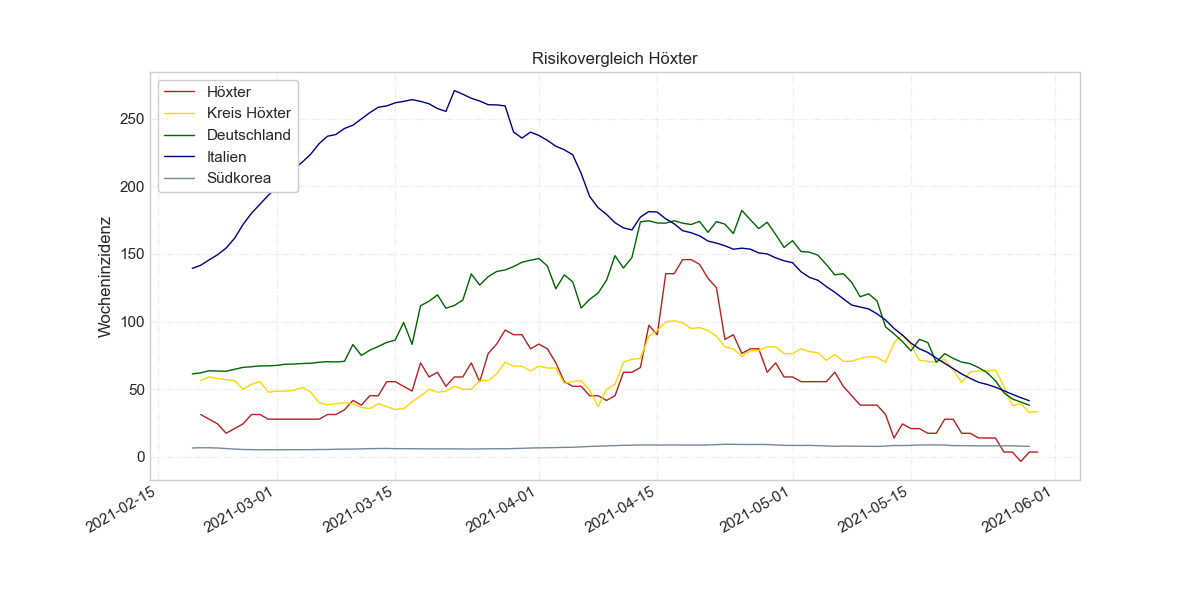 Risikovergleich Höxter
Höxter
Kreis Höxter
Deutschland
Italien
Südkorea
Wocheninzidenz
250
200
150
100
50
0
2021-02-15
2021-03-01
2021-03-15
2021-04-01
2021-04-15
2021-05-01
2021-05-15
2021-06-01